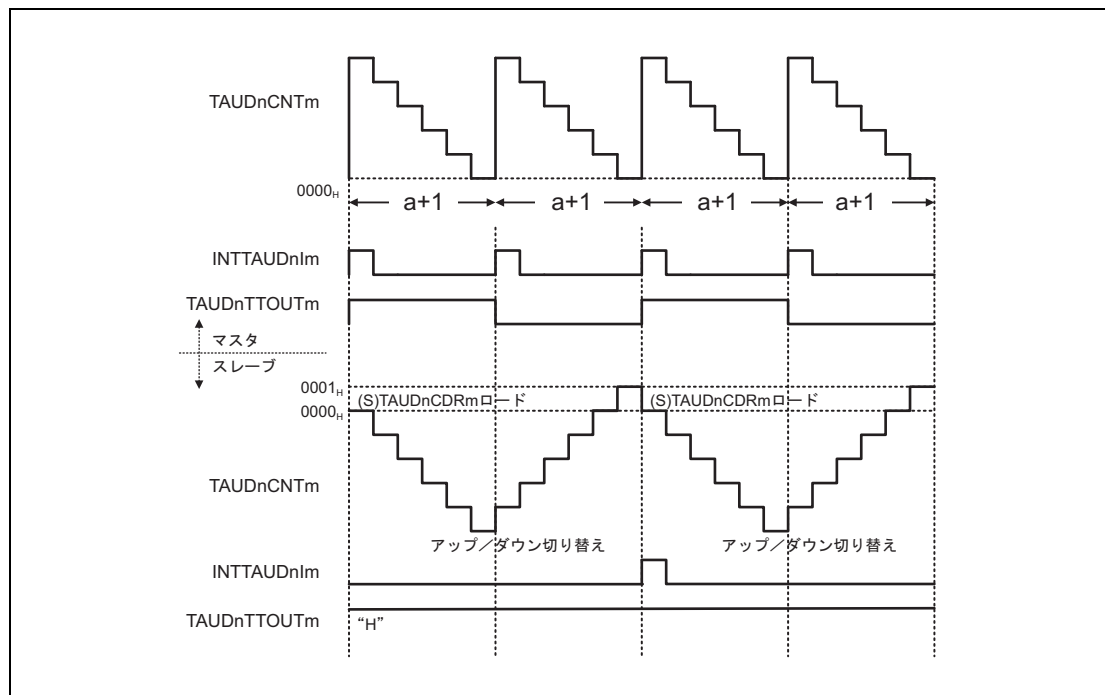 TAUDnCNTm
0000H
a+1 a+1 a+1 a+1
INTTAUDnIm
TAUDnTTOUTm
マスタ
スレーブ
0001H
(S)TAUDnCDRmロード (S)TAUDnCDRmロード
0000H
TAUDnCNTm
アップ／ダウン切り替え アップ／ダウン切り替え
INTTAUDnIm
TAUDnTTOUTm
“H”